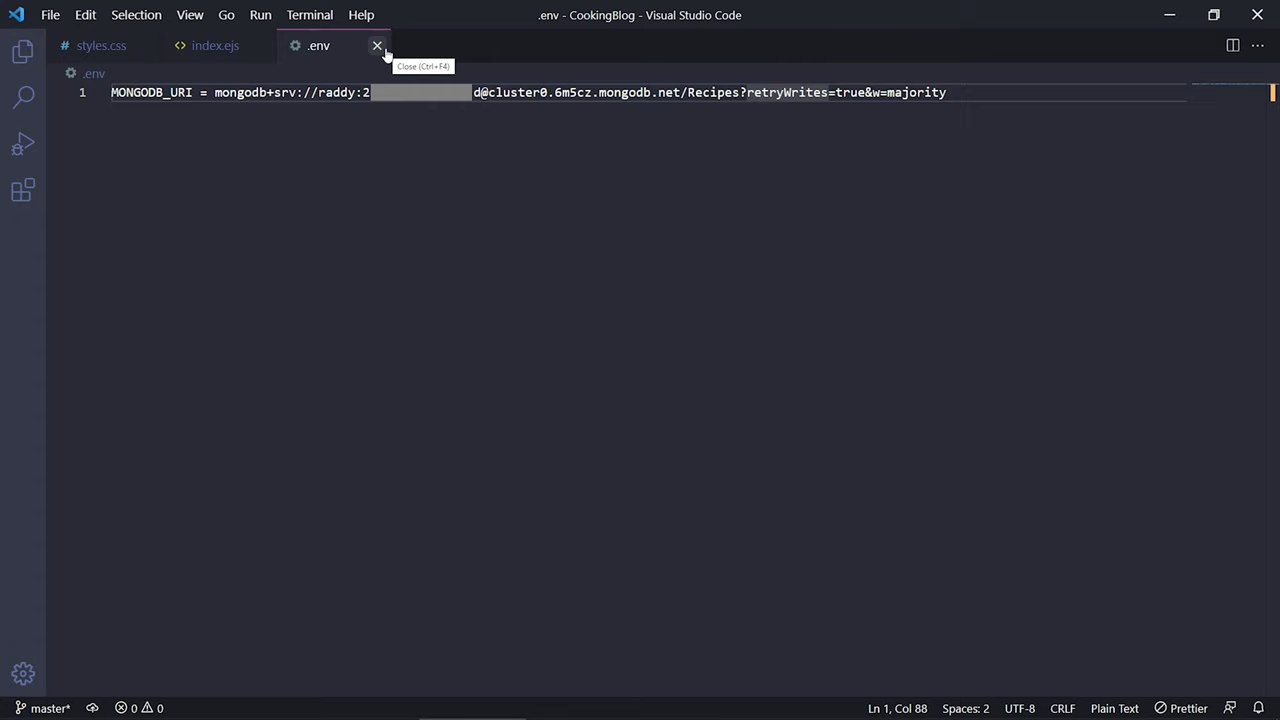 File Edit Selection View Go Run Terminal Help .env - CookingBlog - Visual Studio Code
# styles.css <> index.ejs .env
Close (Ctrl+F4)
.env
1 MONGODB_URI = mongodb+srv://raddy:2 d@cluster0.6m5cz.mongodb.net/Recipes?retryWrites=true&w=majority
master* 0 0 Ln 1, Col 88 Spaces: 2 UTF-8 CRLF Plain Text Prettier